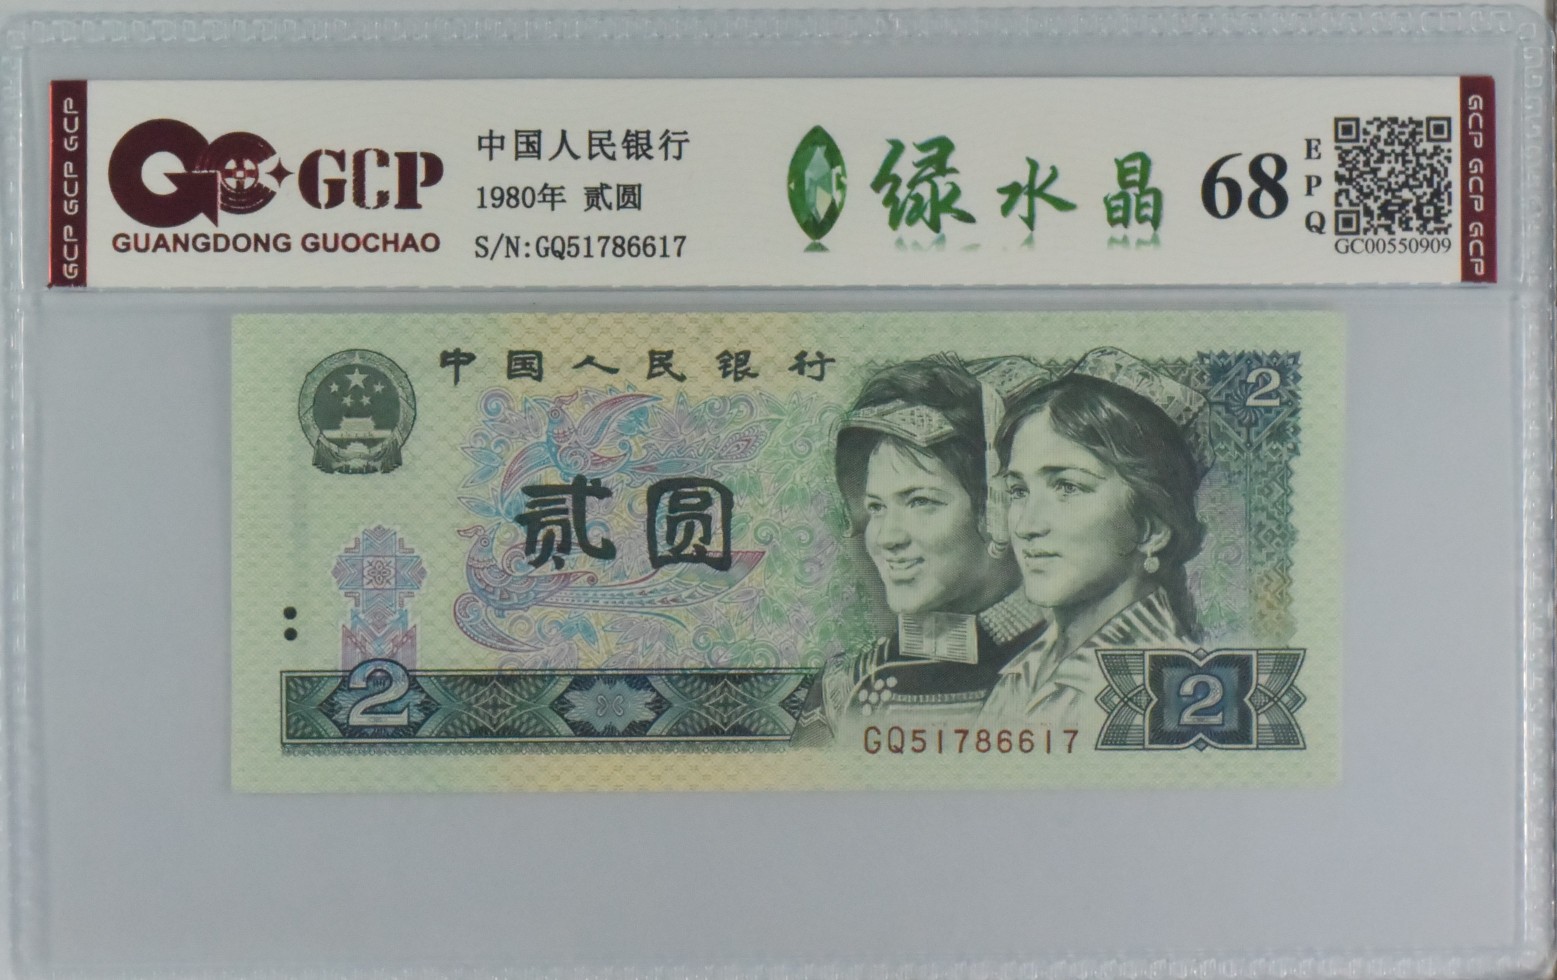 GCP GCP GCP
GCP
GUANGDONG GUOCHAO
中国人民银行
1980年 贰圆
S/N:GQ51786617
绿水晶
68
EPQ
GC00550909
GCP GCP GCP
中国人民银行
2
贰圆
2
2
GQ51786617